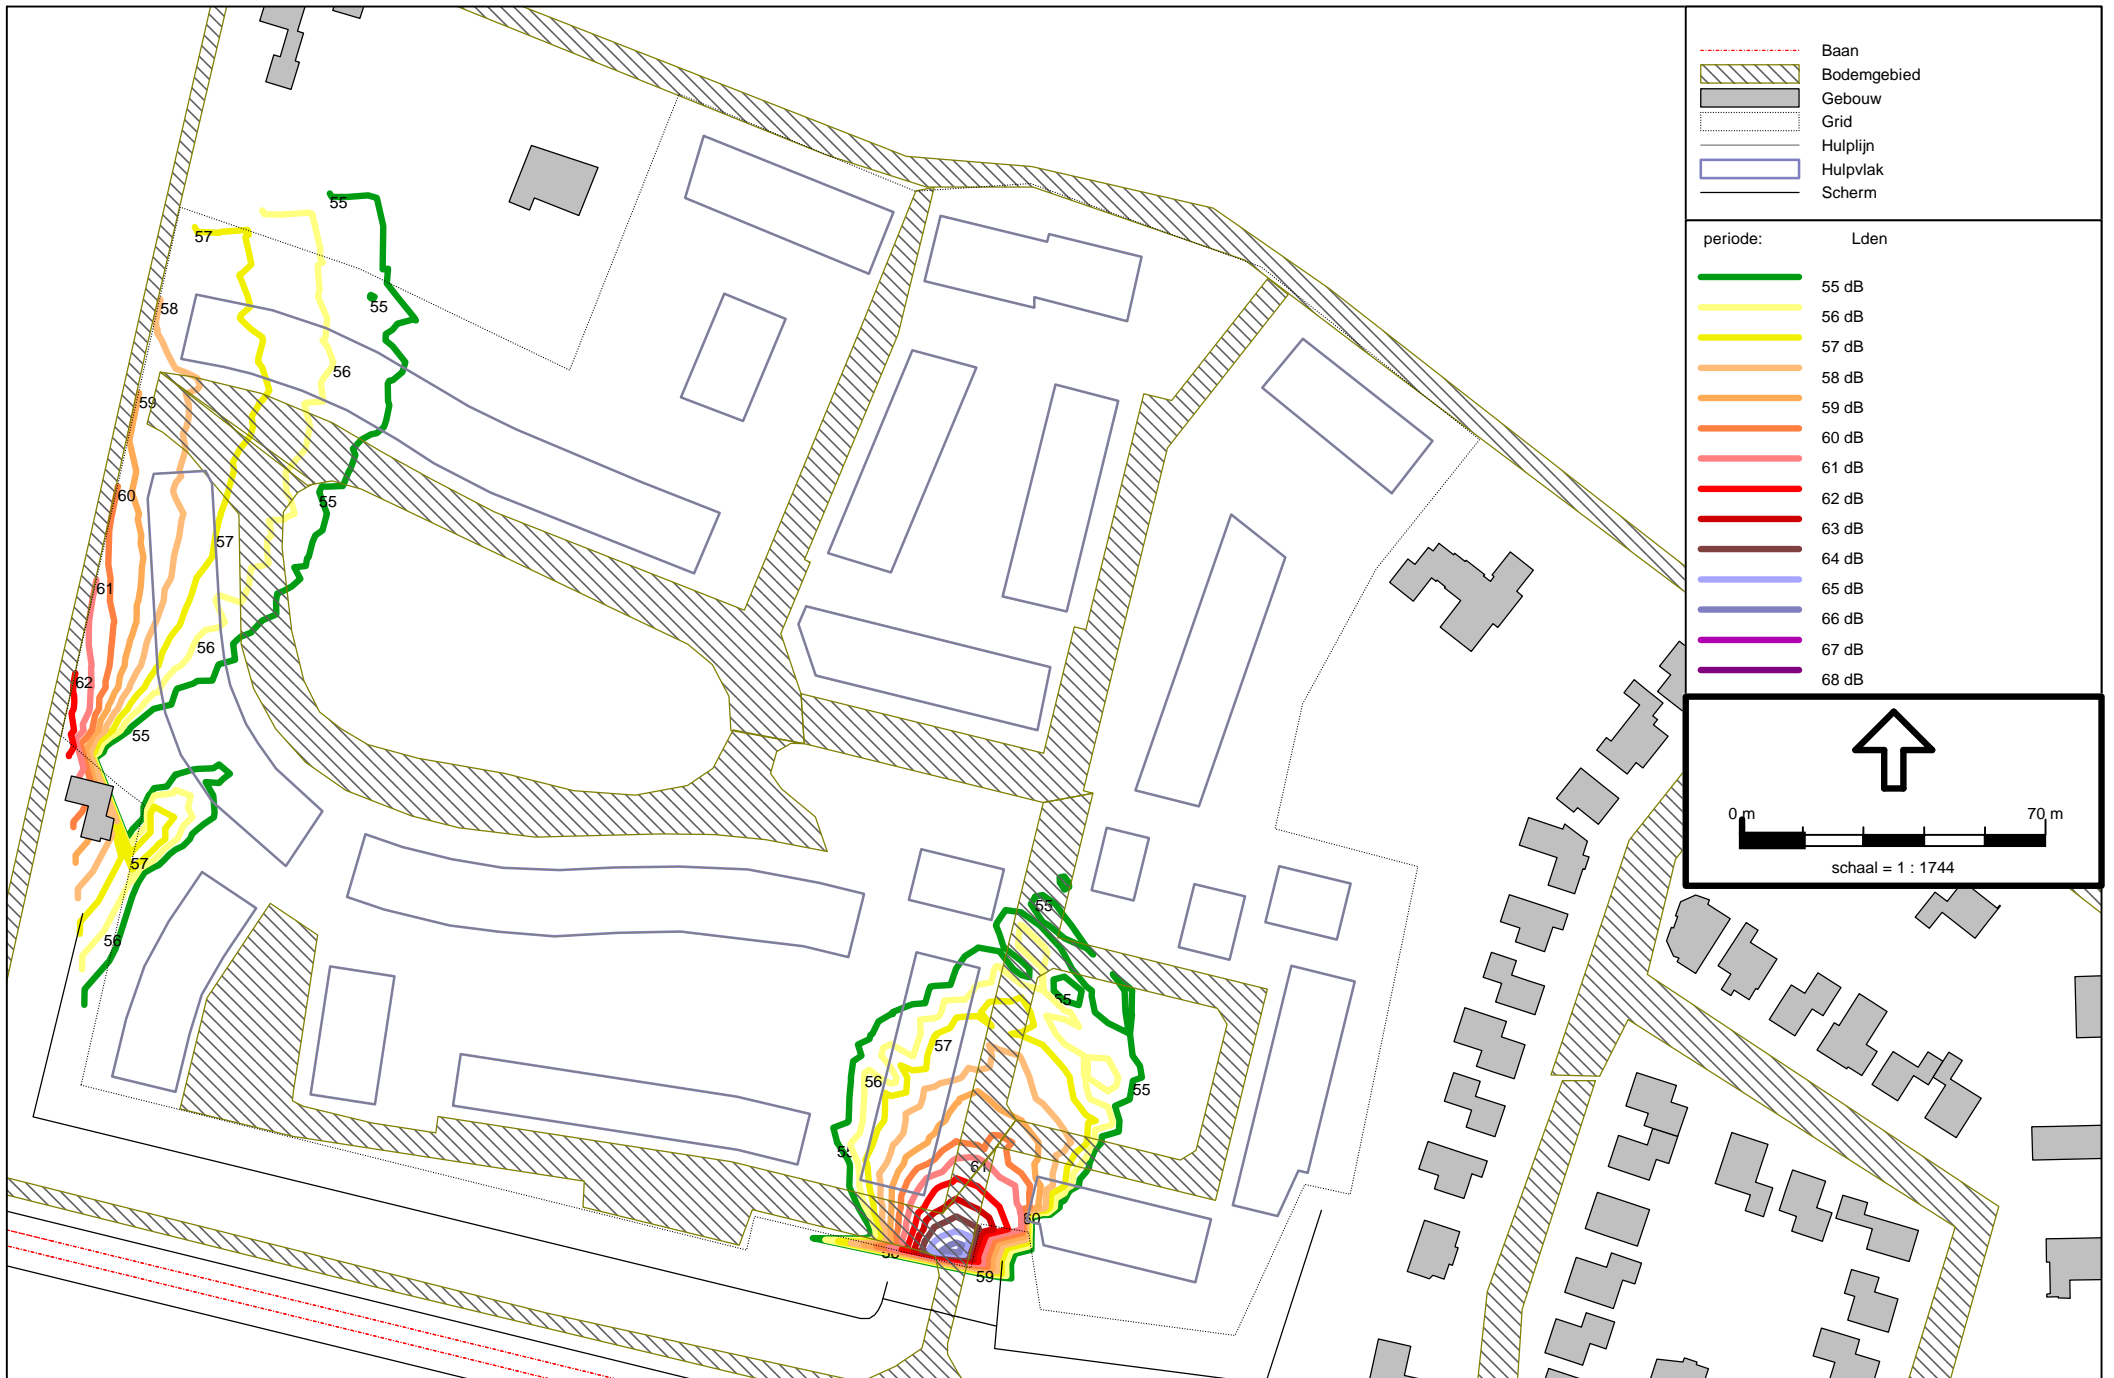 Baan
Bodemgebied
Gebouw
Grid
Hulplijn
Hulpvlak
Scherm
periode: Lden
55 dB
56 dB
57 dB
58 dB
59 dB
60 dB
61 dB
62 dB
63 dB
64 dB
65 dB
66 dB
67 dB
68 dB
0 m 70 m
schaal = 1 : 1744
55
57
58
55
56
59
60
55
57
61
56
62
55
57
56
55
55
57
56
55
61
60
59